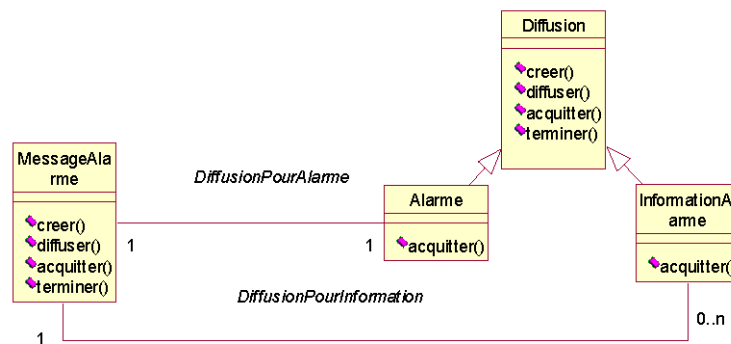 Diffusion
creer()
diffuser()
acquitter()
terminer()
MessageAla
rme
creer()
diffuser()
acquitter()
terminer()
DiffusionPourAlarme
1
1
Alarme
acquitter()
InformationA
arme
acquitter()
DiffusionPourInformation
1
0..n